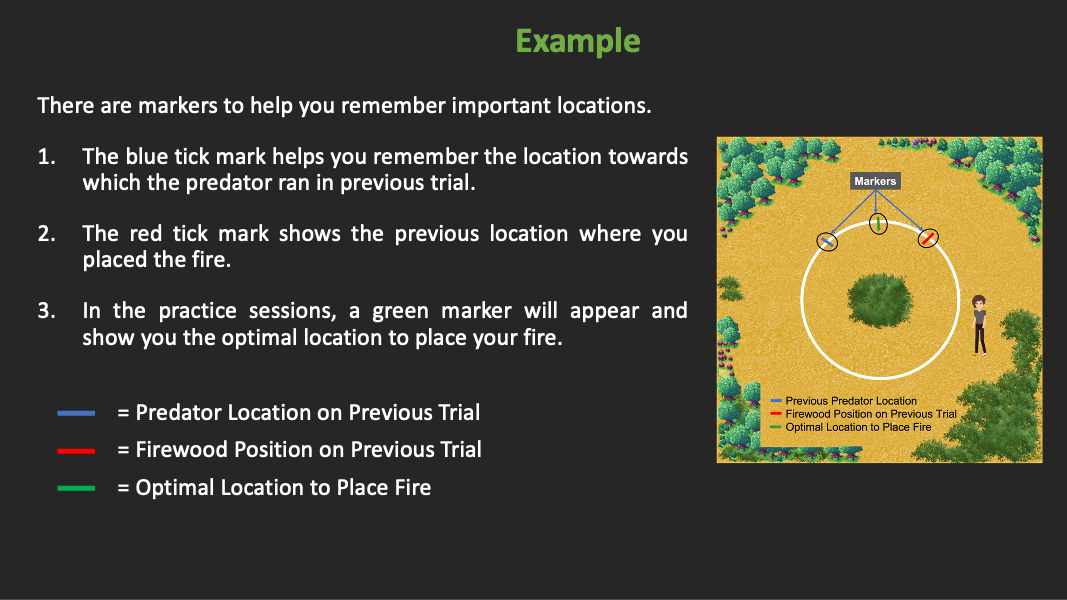 Example
There are markers to help you remember important locations.
1. The blue tick mark helps you remember the location towards
which the predator ran in previous trial.
2. The red tick mark shows the previous location where you
placed the fire.
3. In the practice sessions, a green marker will appear and
show you the optimal location to place your fire.
= Predator Location on Previous Trial
= Firewood Position on Previous Trial
= Optimal Location to Place Fire
Markers
Previous Predator Location
Firewood Position on Previous Trial
Optimal Location to Place Fire